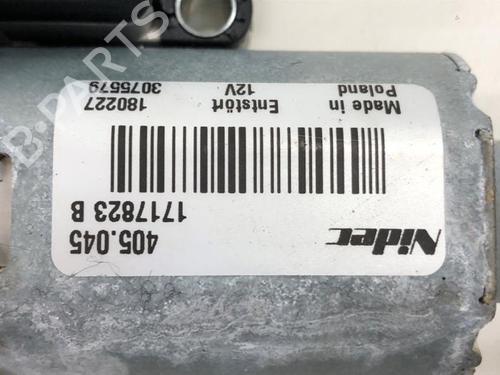 Nidec
405.045
1717823 B
Made in
Poland
Entstört
12V
180227
3075579
B-PARTS